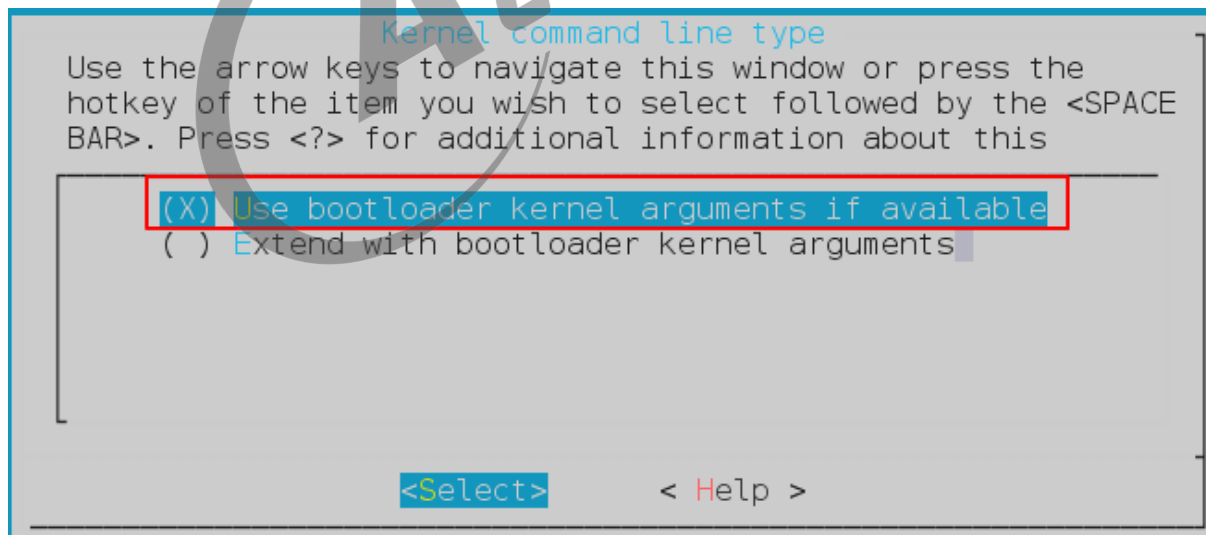 Kernel command line type
Use the arrow keys to navigate this window or press the
hotkey of the item you wish to select followed by the <SPACE
BAR>. Press <?> for additional information about this
(X) Use bootloader kernel arguments if available
( ) Extend with bootloader kernel arguments
<Select> < Help >